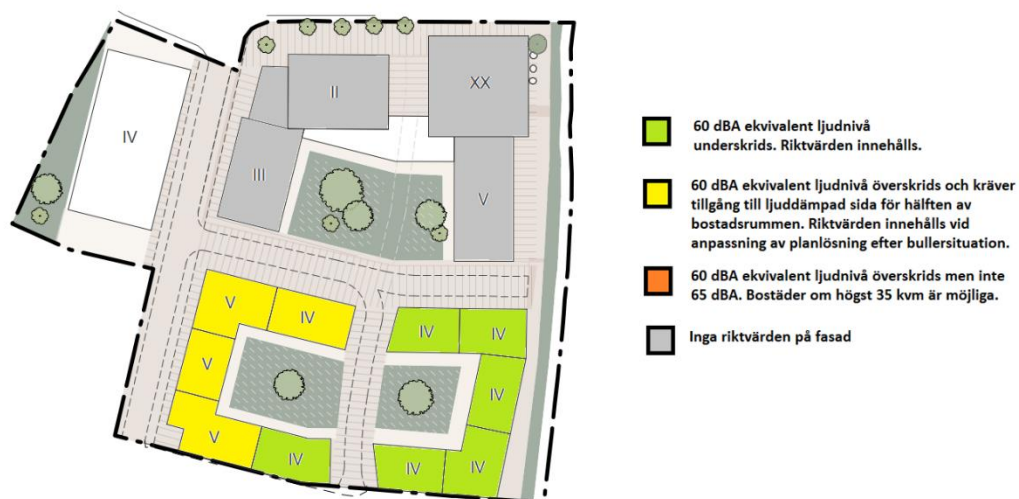 II
XX
IV
III
V
V
IV
IV
IV
V
IV
V
IV
IV
IV
60 dBA ekvivalent ljudnivå
underskrids. Riktvärden innehålls.
60 dBA ekvivalent ljudnivå överskrids och kräver
tillgång till ljuddämpad sida för hälften av
bostadsrummen. Riktvärden innehålls vid
anpassning av planlösning efter bullersituation.
60 dBA ekvivalent ljudnivå överskrids men inte
65 dBA. Bostäder om högst 35 kvm är möjliga.
Inga riktvärden på fasad